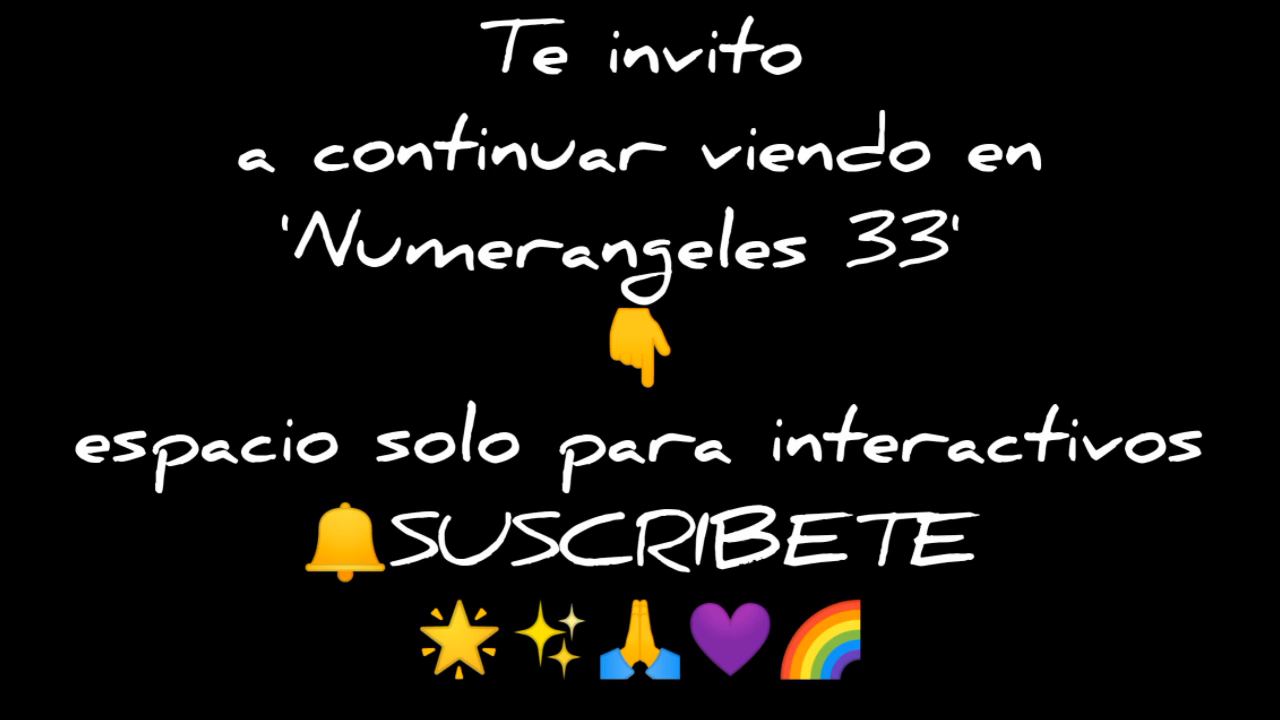 Te invito
a continuar viendo en
'Numerangeles 33'
👇
espacio solo para interactivos
🔔SUSCRIBETE
🌟✨🙏💜🌈